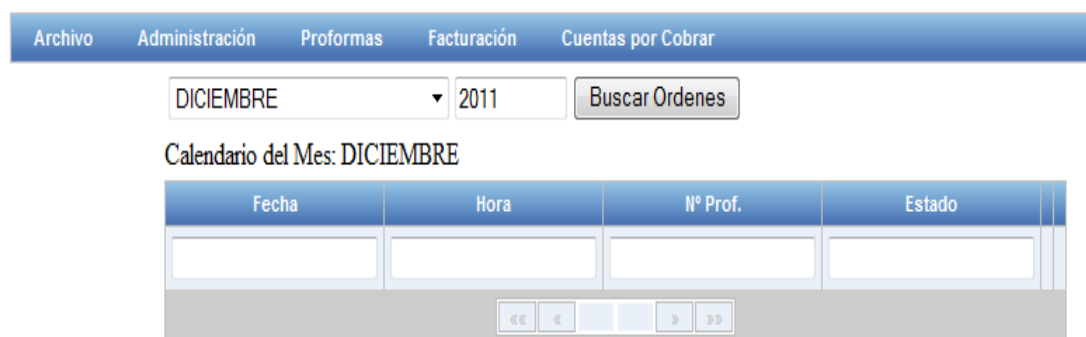 Archivo Administración Proformas Facturación Cuentas por Cobrar
DICIEMBRE 2011 Buscar Ordenes
Calendario del Mes: DICIEMBRE
Fecha Hora Nº Prof. Estado
«« « » »»